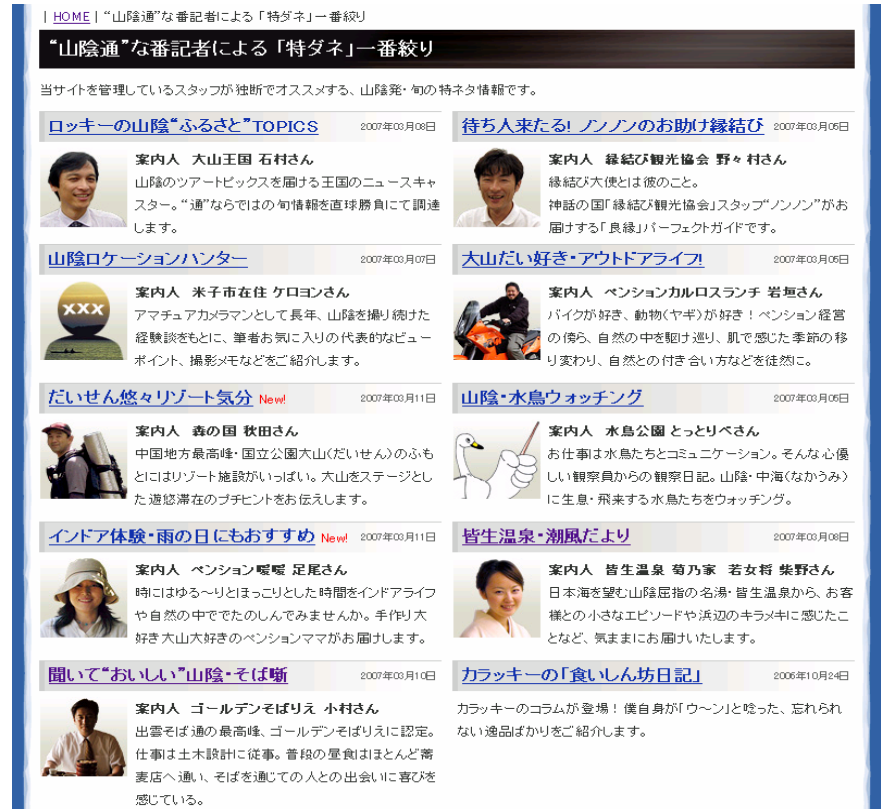 | HOME | “山陰通”な番記者による「特ダネ」一番絞り
“山陰通”な番記者による「特ダネ」一番絞り
当サイトを管理しているスタッフが独断でオススメする、山陰発・旬の特ネタ情報です。
ロッキーの山陰“ふるさと”TOPICS 2007年03月08日
案内人 大山王国 石村さん
山陰のツアートピックスを届ける王国のニュースキャ
スター。“通”ならではの旬情報を直球勝負にて調達
します。
待ち人来たる! ノンノンのお助け縁結び 2007年03月05日
案内人 縁結び観光協会 野々村さん
縁結び大使とは彼のこと。
神話の国「縁結び観光協会」スタッフ“ノンノン”がお
届けする「良縁」パーフェクトガイドです。
山陰ロケーションハンター 2007年03月07日
案内人 米子市在住 ケロヨンさん
アマチュアカメラマンとして長年、山陰を撮り続けた
経験談をもとに、筆者お気に入りの代表的なビュー
ポイント、撮影メモなどをご紹介します。
XXX
大山だい好き・アウトドアライフ! 2007年03月05日
案内人 ペンションカルロスランチ 岩垣さん
バイクが好き、動物(ヤギ)が好き！ペンション経営
の傍ら、自然の中を駆け巡り、肌で感じた季節の移
り変わり、自然との付き合い方などを徒然に。
だいせん悠々リゾート気分 New! 2007年03月11日
案内人 森の国 秋田さん
中国地方最高峰・国立公園大山(だいせん)のふも
とにはリゾート施設がいっぱい。大山をステージとし
た遊悠滞在のプチヒントをお伝えします。
山陰・水鳥ウォッチング 2007年03月05日
案内人 水鳥公園 とっとりべさん
お仕事は水鳥たちとコミュニケーション。そんな心優
しい観察員からの観察日記。山陰・中海(なかうみ)
に生息・飛来する水鳥たちをウォッチング。
インドア体験・雨の日にもおすすめ New! 2007年03月11日
案内人 ペンション暖暖 足尾さん
時にはゆる～りとほっこりとした時間をインドアライフ
や自然の中ででたのしんでみませんか。手作り大
好き大山大好きのペンションママがお届けします。
皆生温泉・潮風だより 2007年03月08日
案内人 皆生温泉 菊乃家 若女将 柴野さん
日本海を望む山陰屈指の名湯・皆生温泉から、お客
様との小さなエピソードや浜辺のキラメキに感じたこ
となど、気ままにお届けいたします。
聞いて“おいしい”山陰・そば噺 2007年03月10日
案内人 ゴールデンそばりえ 小村さん
出雲そば通の最高峰、ゴールデンそばりえに認定。
仕事は土木設計に従事。普段の昼食はほとんど蕎
麦店へ通い、そばを通じての人との出会いに喜びを
感じている。
カラッキーの「食いしん坊日記」 2006年10月24日
カラッキーのコラムが登場！僕自身が「ウ～ン」と唸った、忘れられ
ない逸品ばかりをご紹介します。